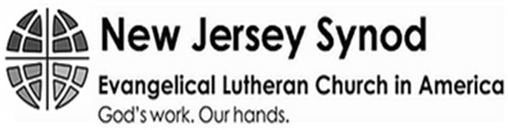 New Jersey Synod
Evangelical Lutheran Church in America
God's work. Our hands.